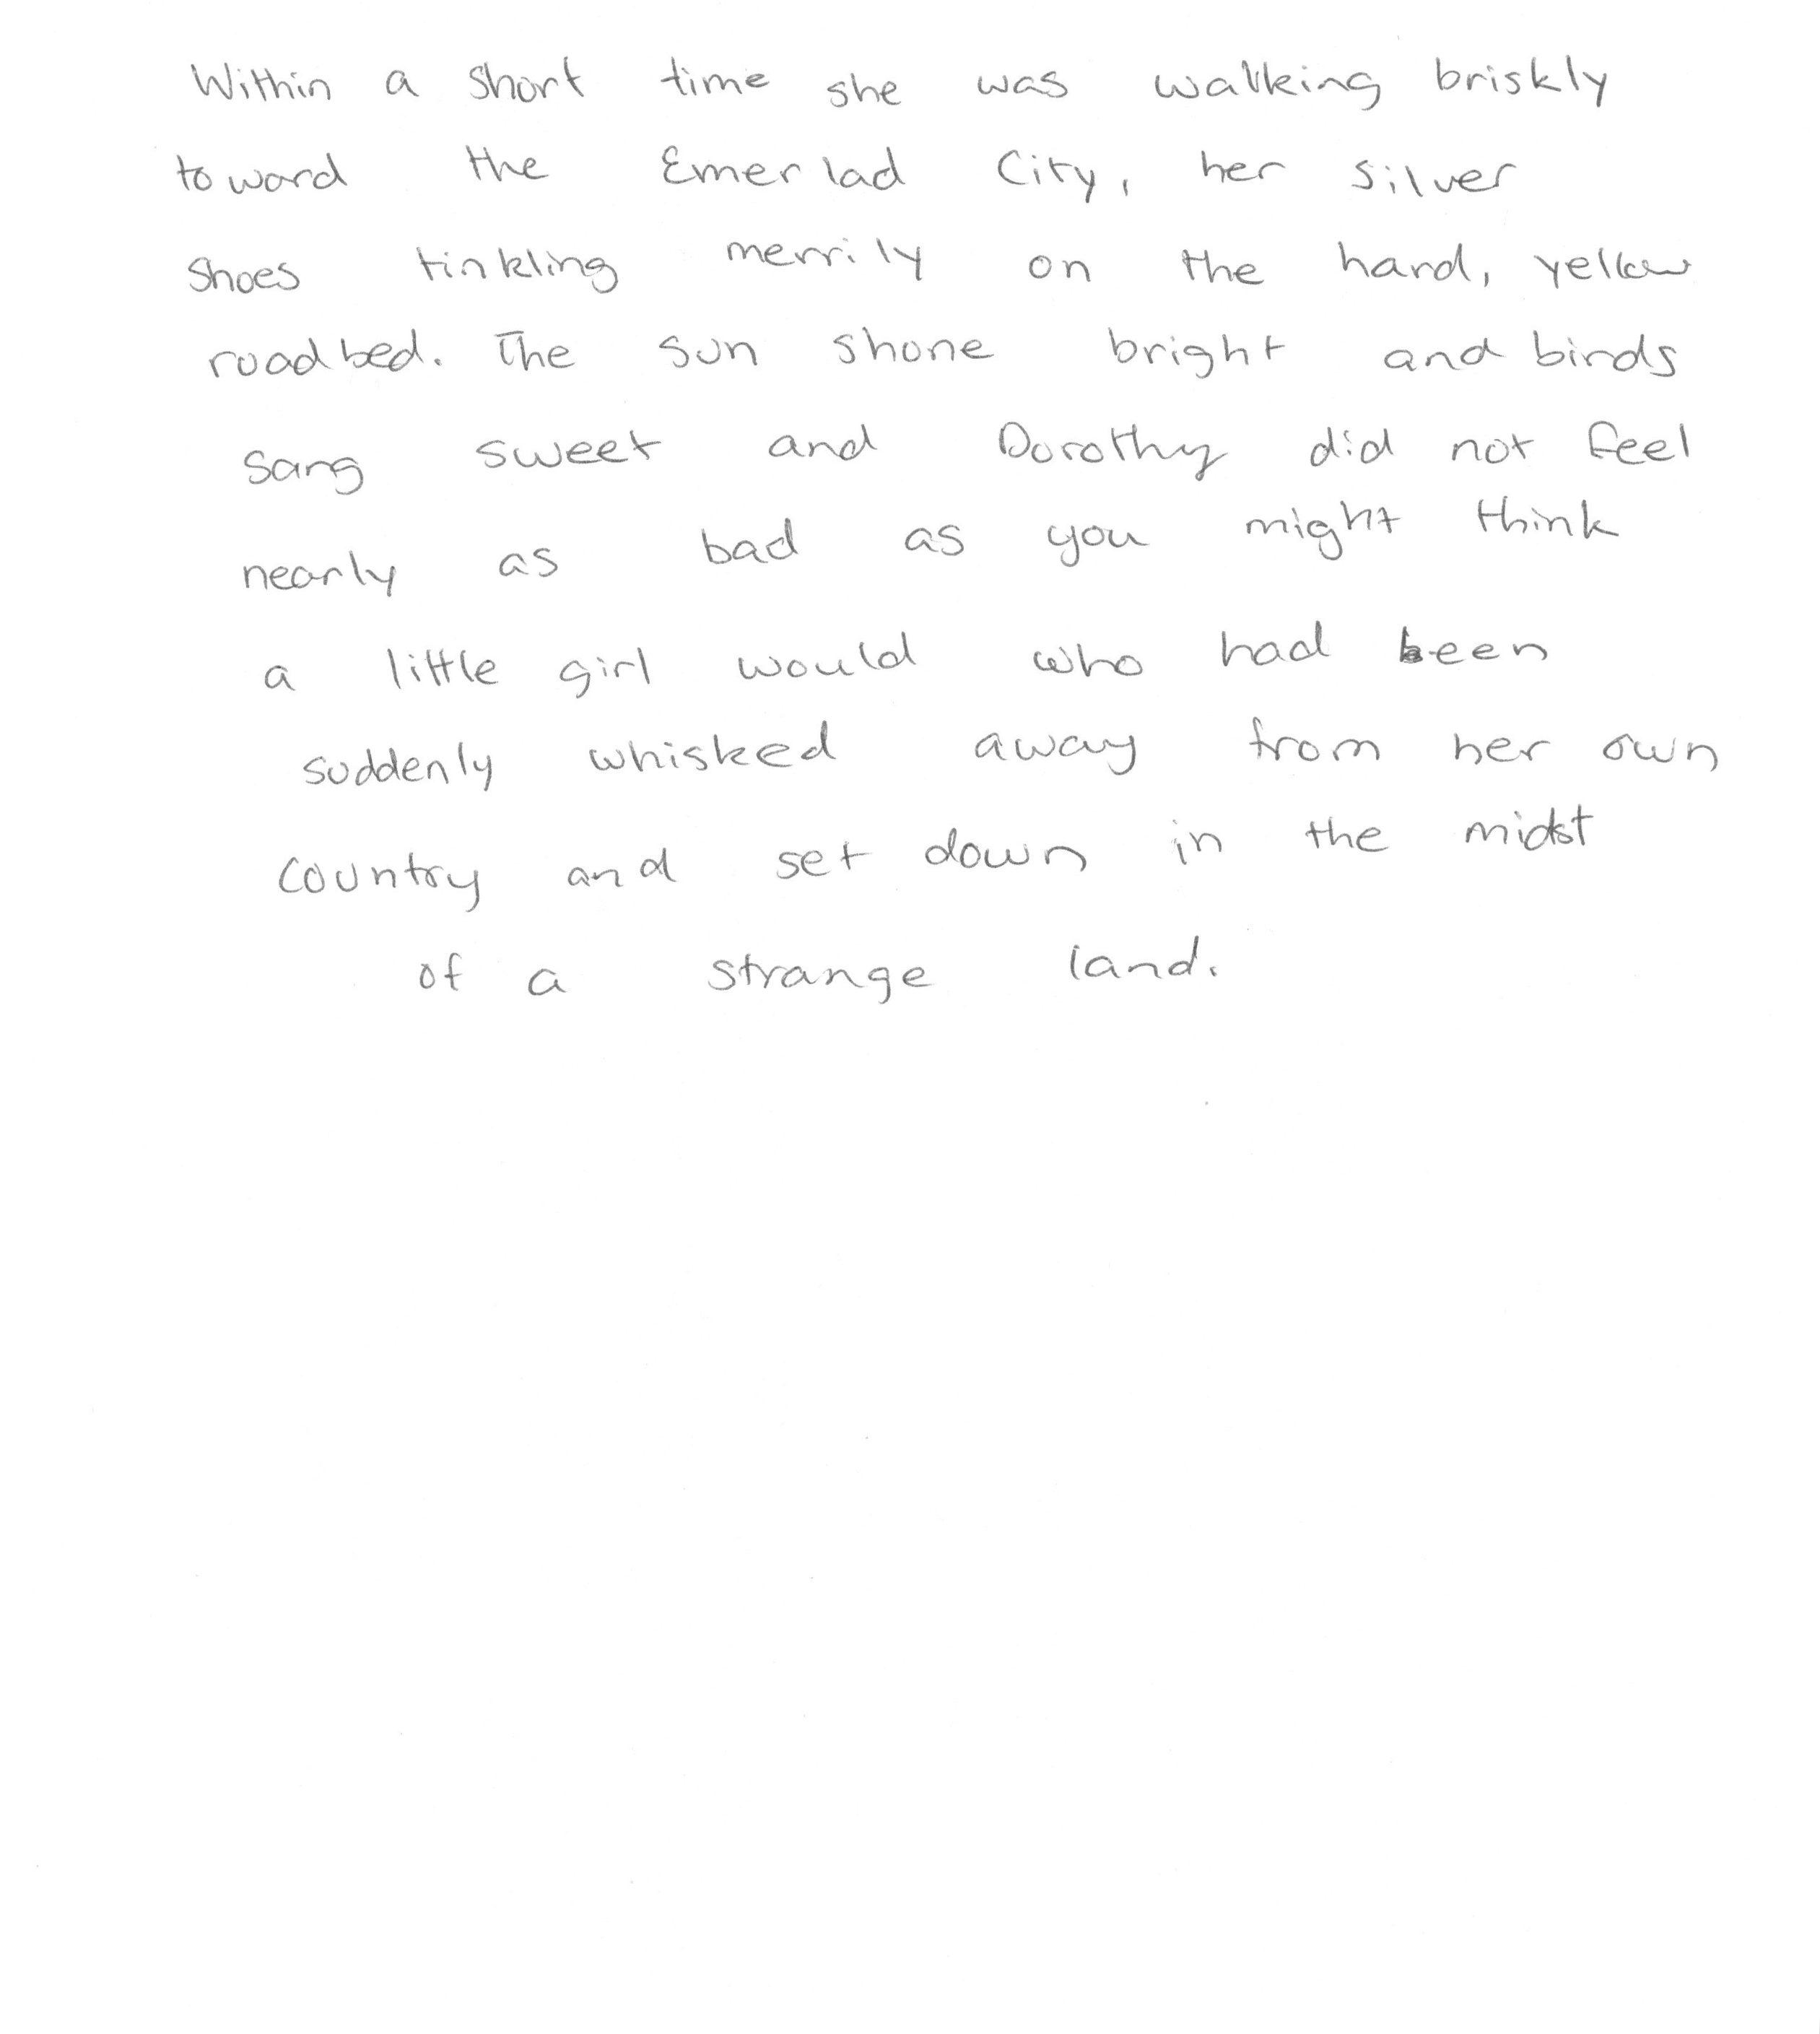 Within a short time she was walking briskly
toward the Emerlad City, her silver
shoes tinkling merrily on the hard, yellow
roadbed. The sun shone bright and birds
sang sweet and Dorothy did not feel
nearly as bad as you might think
a little girl would who had been
suddenly whisked away from her own
country and set down in the midst
of a strange land.